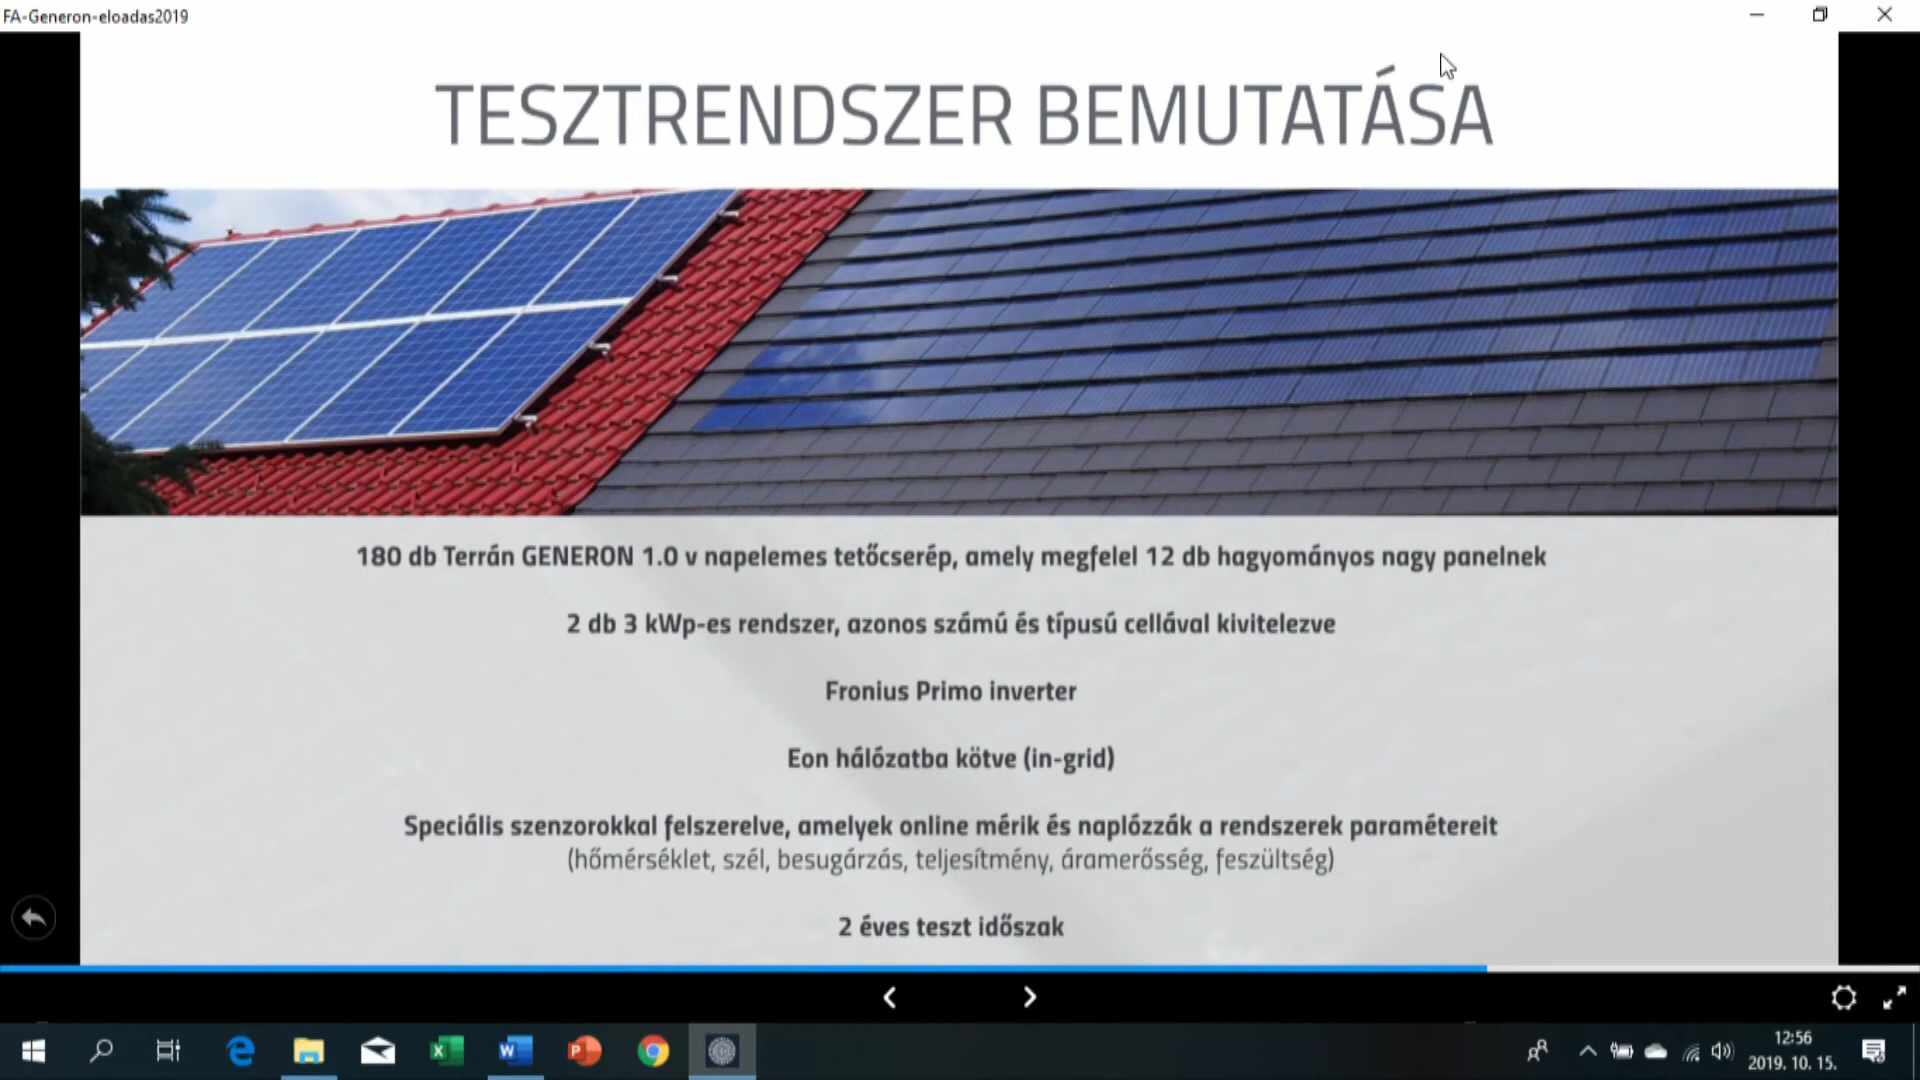 FA-Generon-eloadas2019
TESZTRENDSZER BEMUTATÁSA
180 db Terrán GENERON 1.0 v napelemes tetőcserép, amely megfelel 12 db hagyományos nagy panelnek
2 db 3 kWp-es rendszer, azonos számú és típusú cellával kivitelezve
Fronius Primo inverter
Eon hálózatba kötve (in-grid)
Speciális szenzorokkal felszerelve, amelyek online mérik és naplózzák a rendszerek paramétereit
(hőmérséklet, szél, besugárzás, teljesítmény, áramerősség, feszültség)
2 éves teszt időszak
12:56
2019. 10. 15.